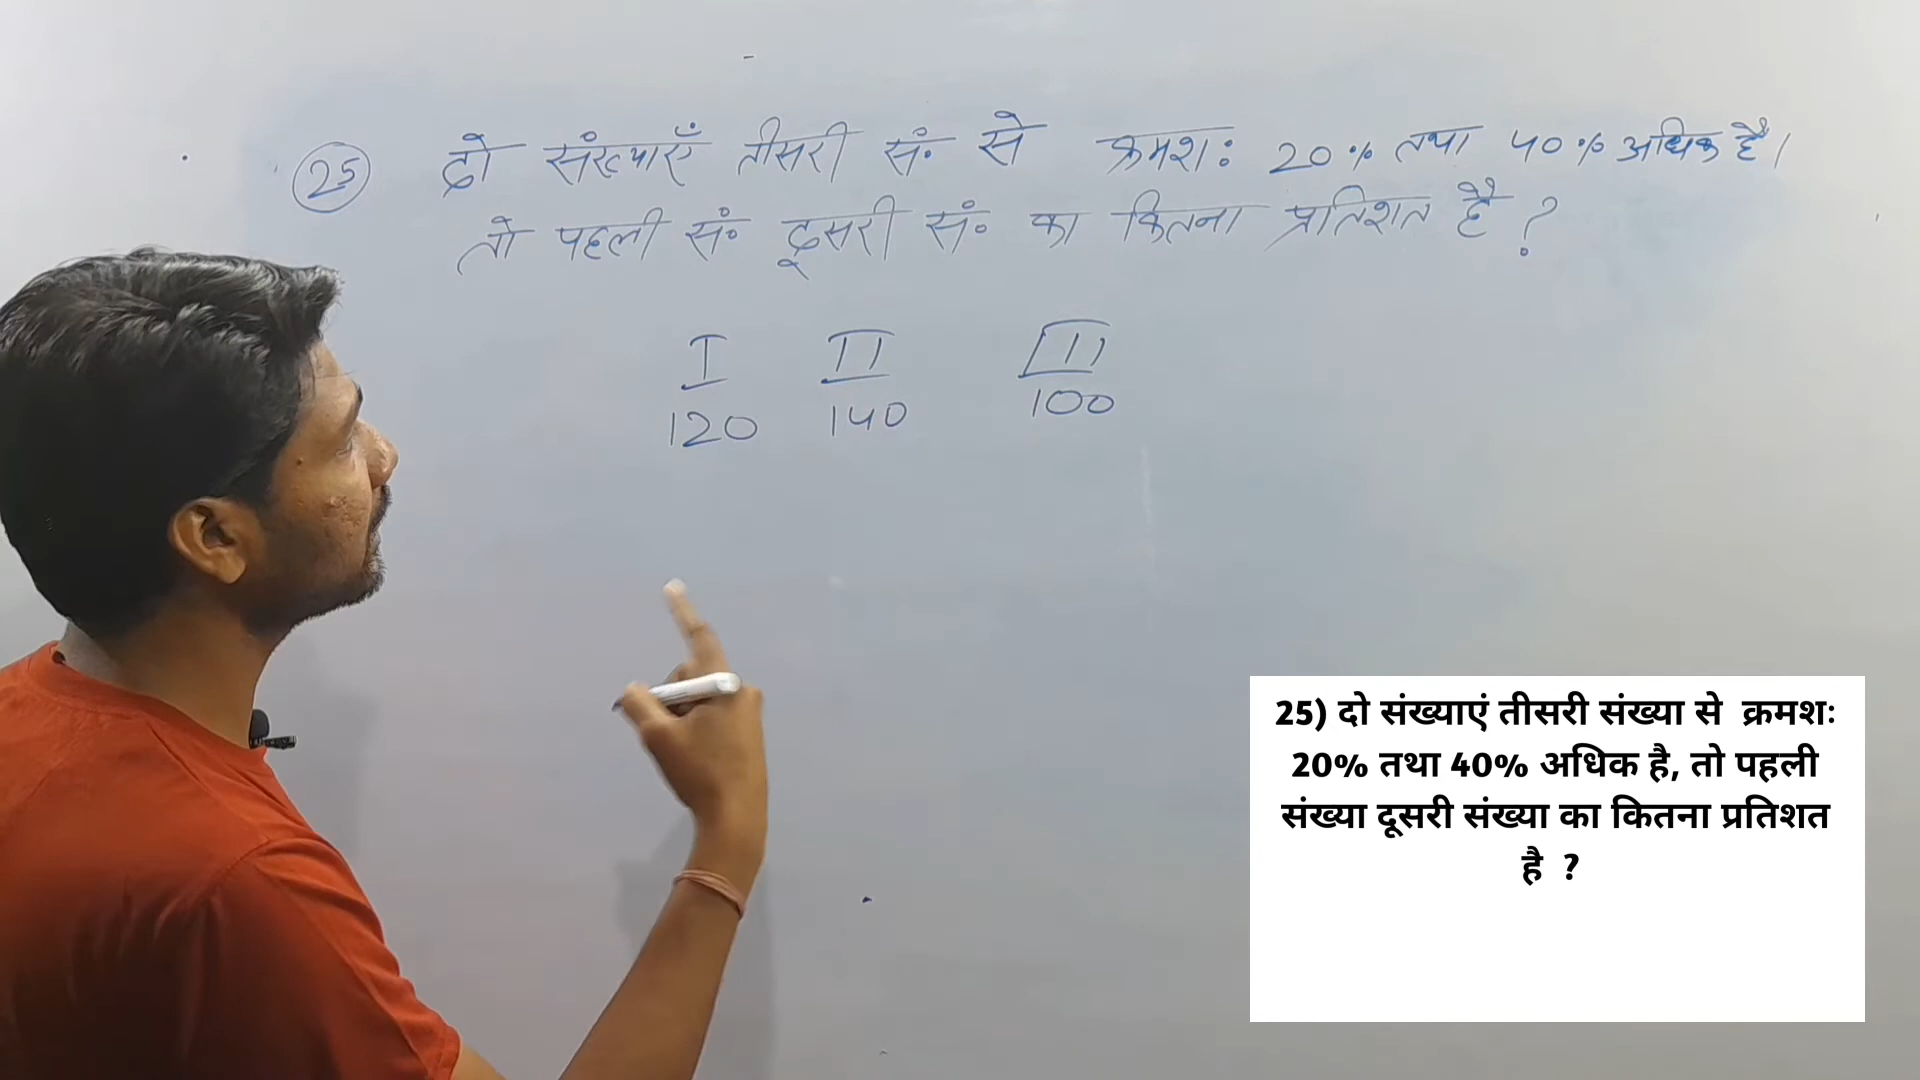 25 दो संख्याएँ तीसरी सं॰ से क्रमशः 20% तथा 40% अधिक है।
तो पहली सं॰ दूसरी सं॰ का कितना प्रतिशत है ?
I II III
120 140 100
25) दो संख्याएं तीसरी संख्या से क्रमशः
20% तथा 40% अधिक है, तो पहली
संख्या दूसरी संख्या का कितना प्रतिशत
है ?